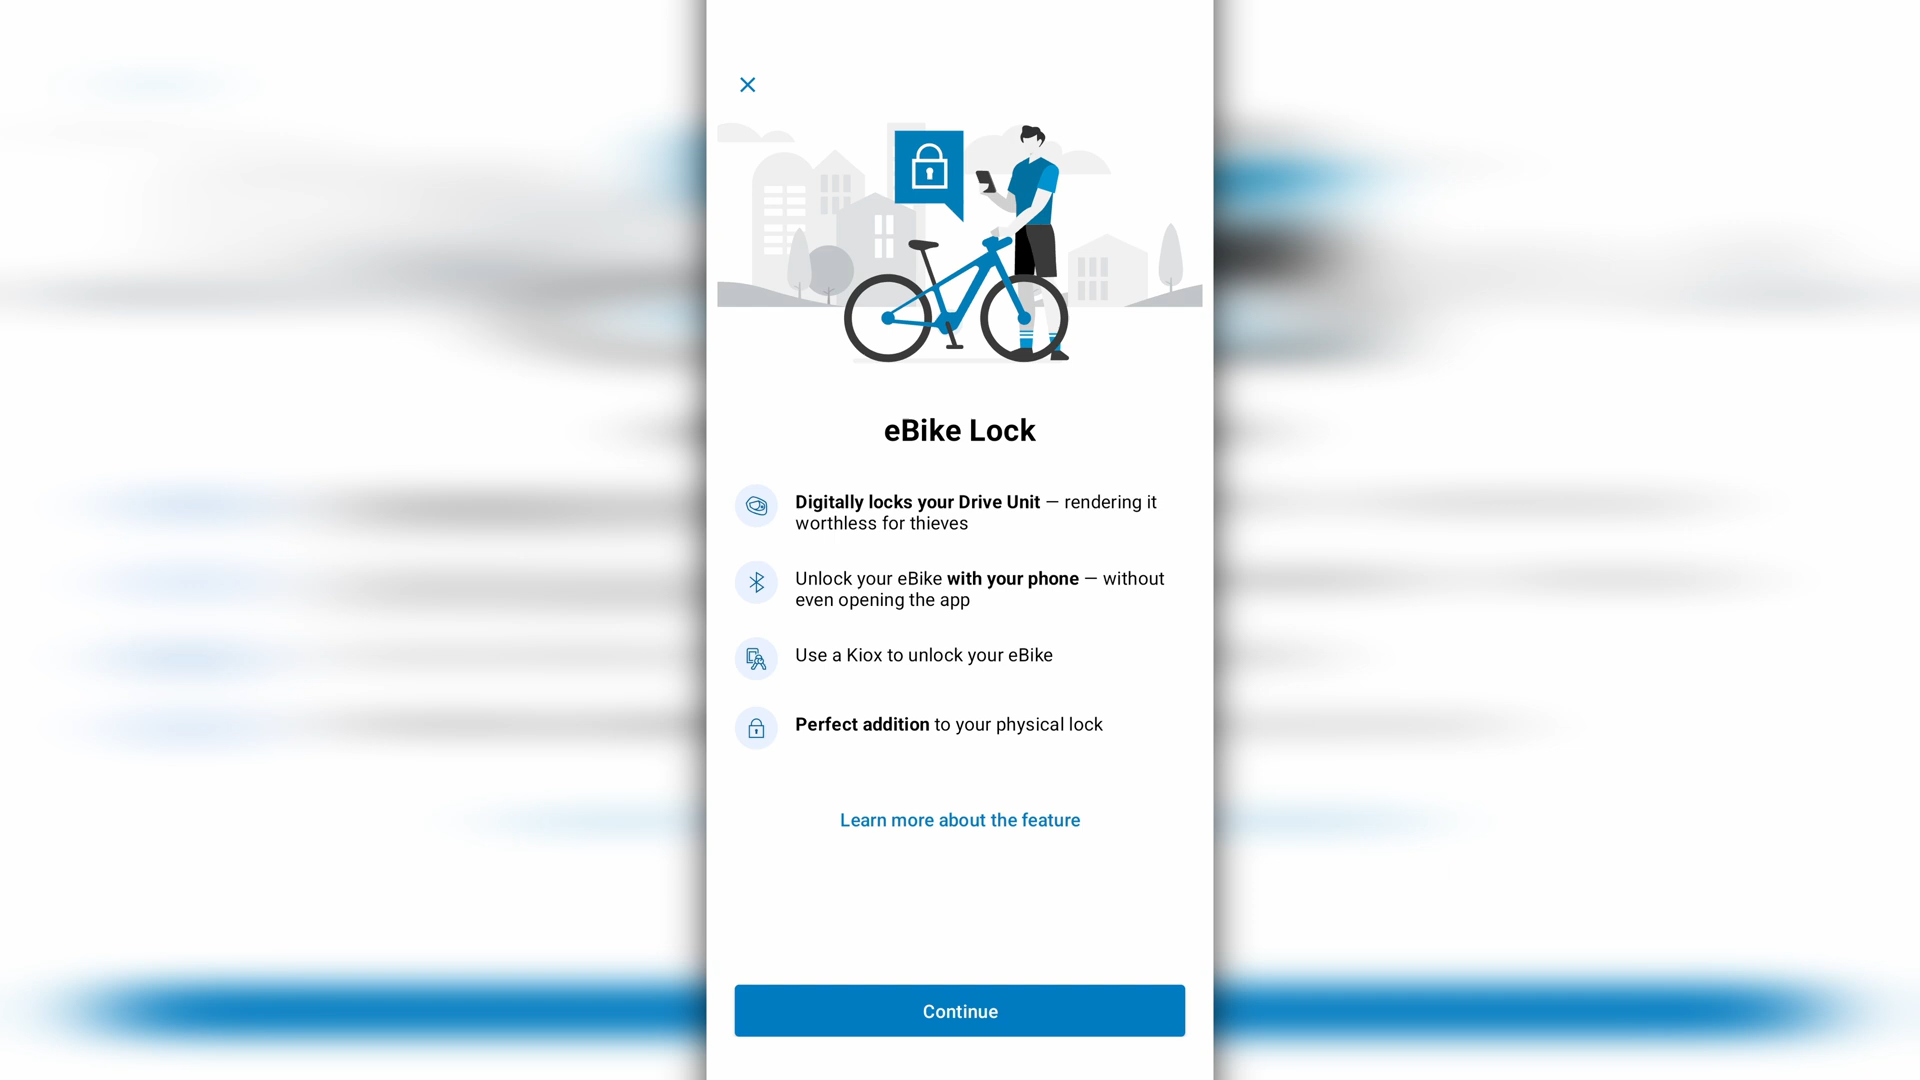 eBike Lock
Digitally locks your Drive Unit — rendering it
worthless for thieves
Unlock your eBike with your phone — without
even opening the app
Use a Kiox to unlock your eBike
Perfect addition to your physical lock
Learn more about the feature
Continue